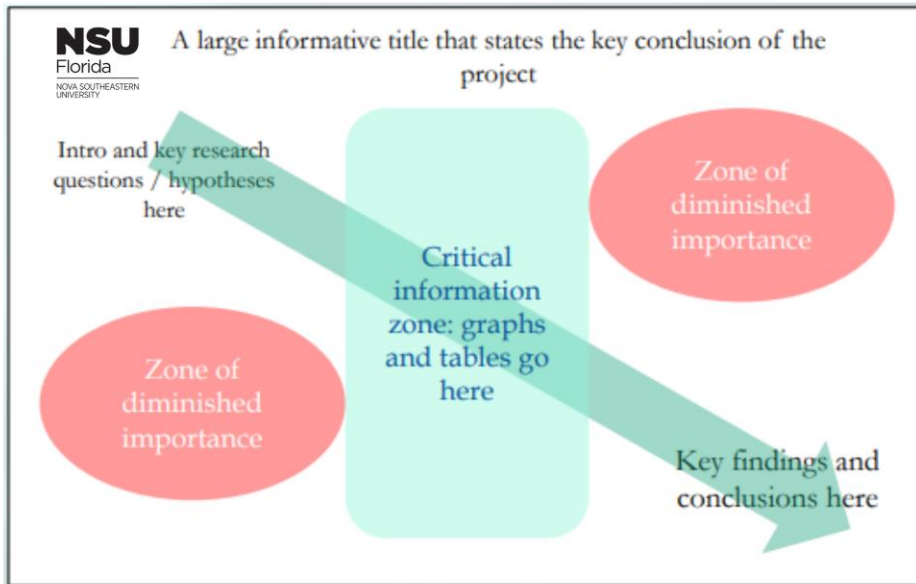 NSU
Florida
NOVA SOUTHEASTERN
UNIVERSITY
A large informative title that states the key conclusion of the
project
Intro and key research
questions / hypotheses
here
Zone of
diminished
importance
Critical
information
zone: graphs
and tables go
here
Zone of
diminished
importance
Key findings and
conclusions here